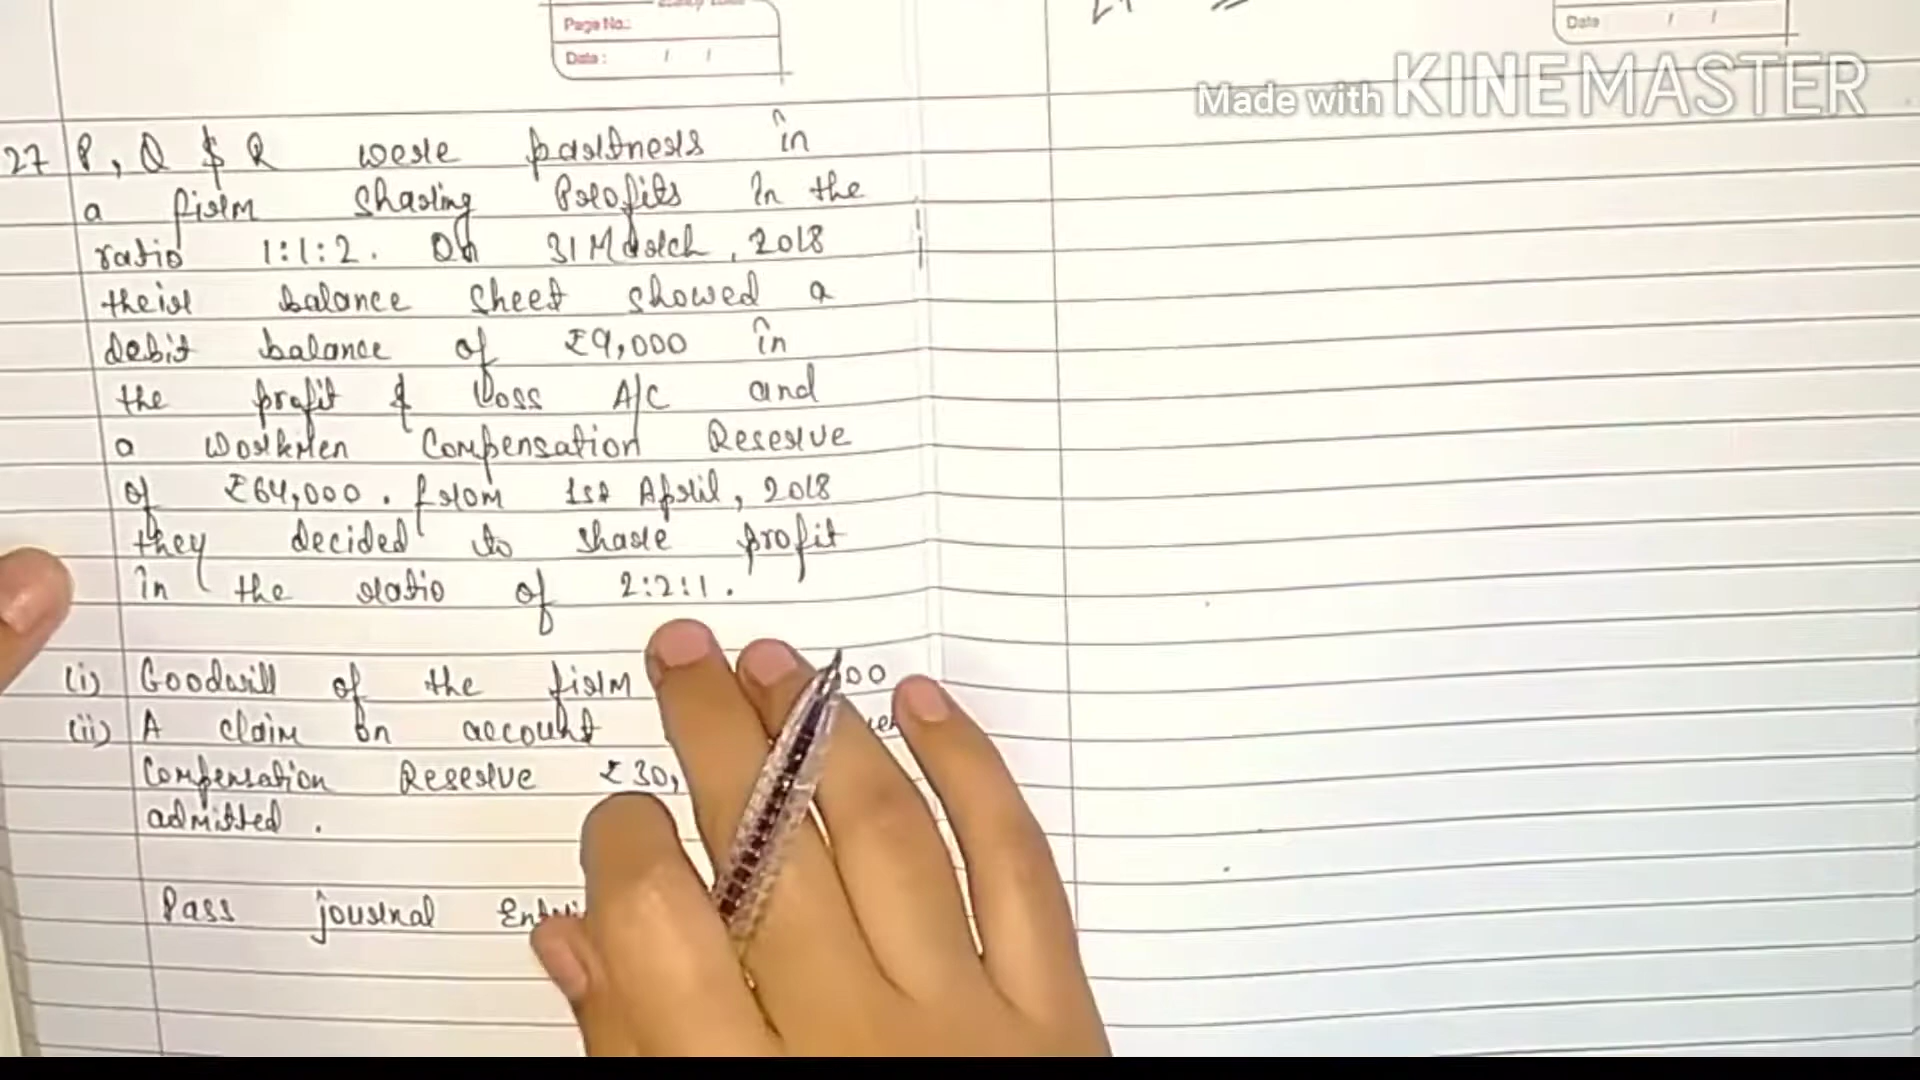 Page No.:
Date: / /
Date / /
Made with KINEMASTER
27 P, Q & R were partners in
a firm sharing Profits In the
ratio 1:1:2. On 31 March, 2018
their balance sheet showed a
debit balance of ₹9,000 in
the profit & Loss A/C and
a Workmen Compensation Reserve
of ₹64,000. from 1st April, 2018
they decided to share profit
in the ratio of 2:2:1.
(i) Goodwill of the firm 00
(ii) A claim on account
Compensation Reserve ₹30,
admitted.
Pass journal